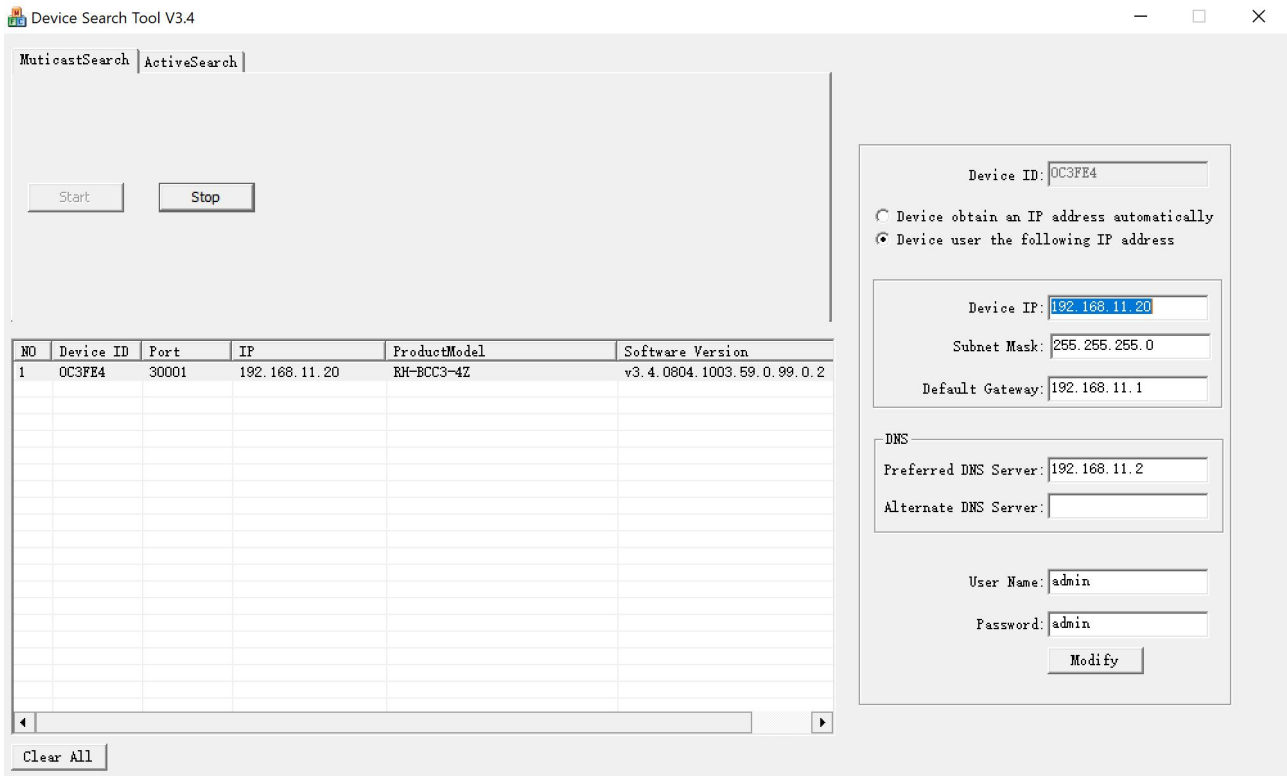 Device Search Tool V3.4
MuticastSearch ActiveSearch
Start Stop
NO Device ID Port IP ProductModel Software Version
1 0C3FE4 30001 192.168.11.20 RH-BCC3-4Z v3.4.0804.1003.59.0.99.0.2
Clear All
Device ID: 0C3FE4
Device obtain an IP address automatically
Device user the following IP address
Device IP: 192.168.11.20
Subnet Mask: 255.255.255.0
Default Gateway: 192.168.11.1
DNS
Preferred DNS Server: 192.168.11.2
Alternate DNS Server:
User Name: admin
Password: admin
Modify